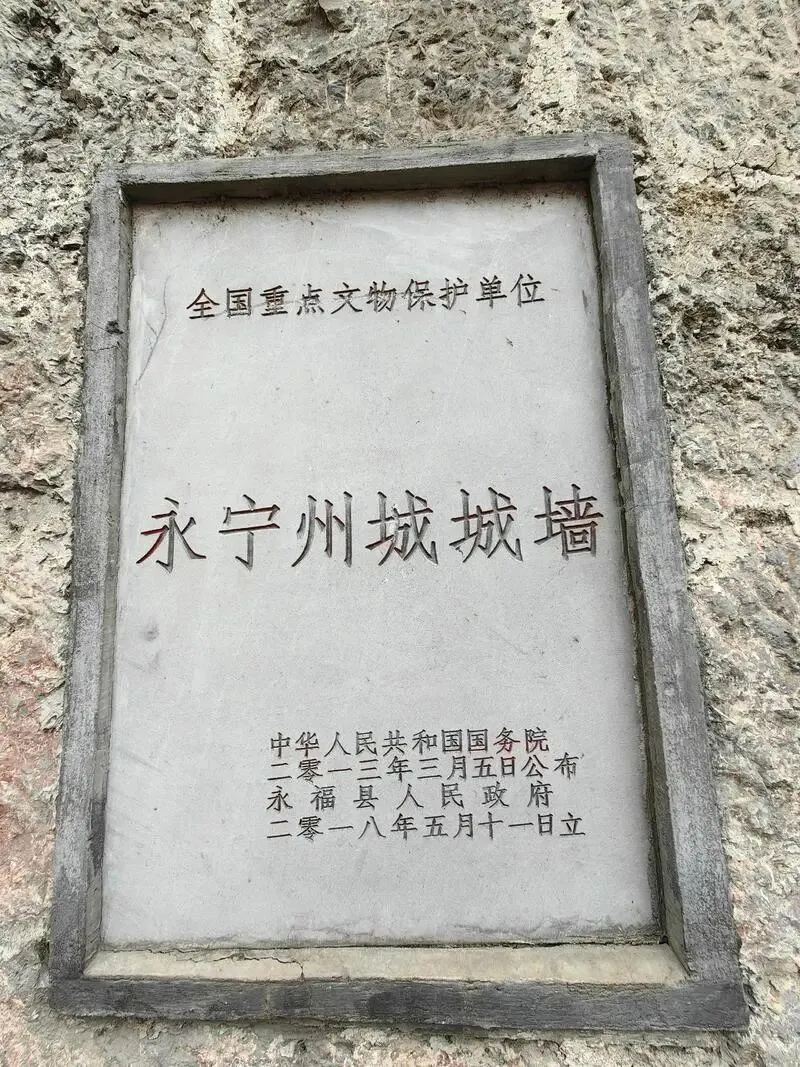 全国重点文物保护单位
永宁州城城墙
中华人民共和国国务院
二零一三年三月五日公布
永福县人民政府
二零一八年五月十一日立